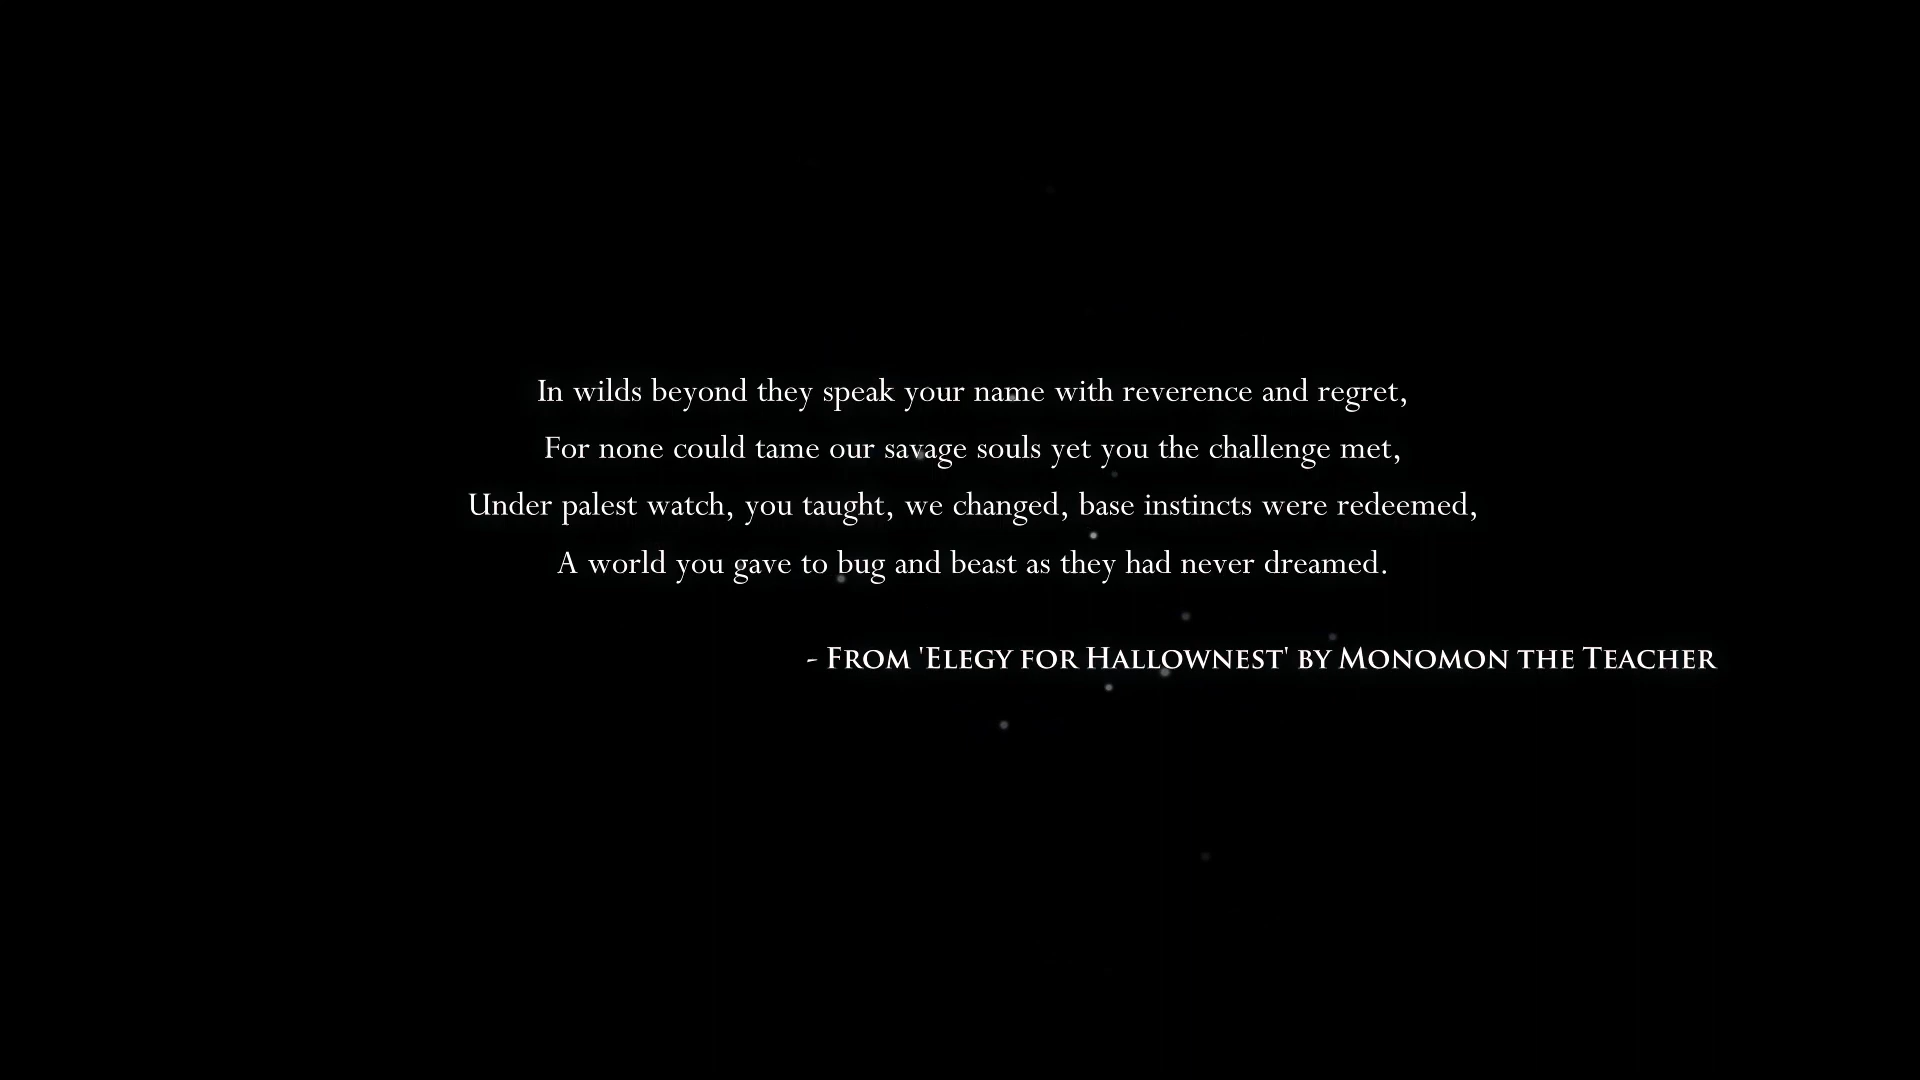 In wilds beyond they speak your name with reverence and regret,
For none could tame our savage souls yet you the challenge met,
Under palest watch, you taught, we changed, base instincts were redeemed,
A world you gave to bug and beast as they had never dreamed.
- From 'Elegy for Hallownest' by Monomon the Teacher